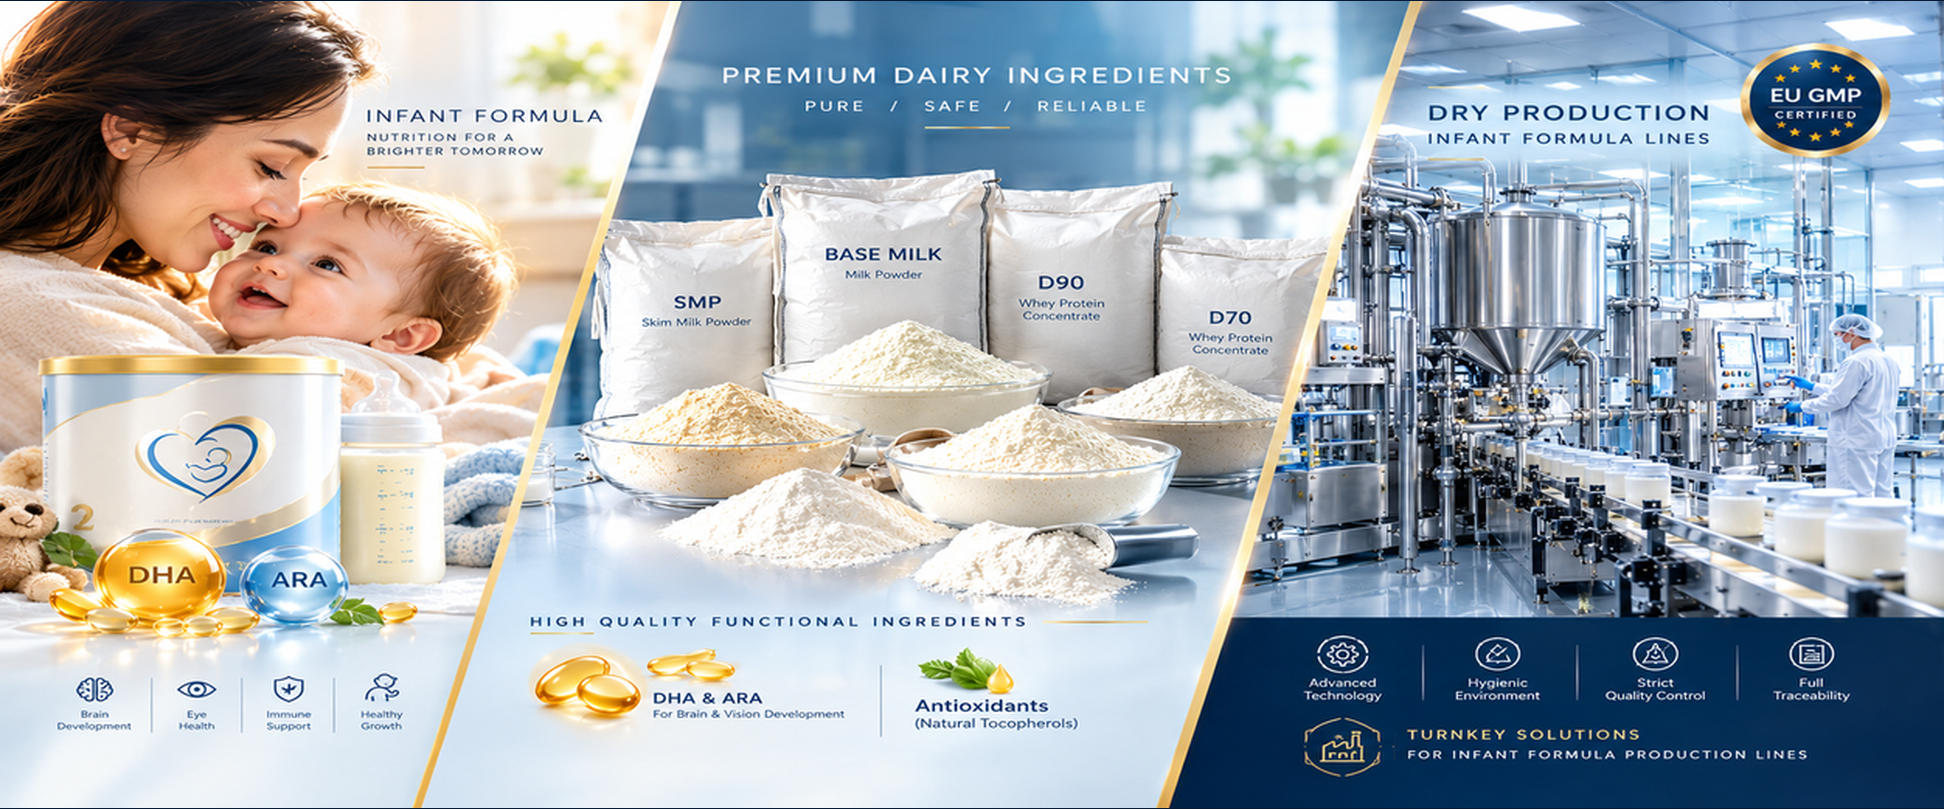 INFANT FORMULA
NUTRITION FOR A
BRIGHTER TOMORROW
2
DHA
ARA
Brain
Development
Eye
Health
Immune
Support
Healthy
Growth
PREMIUM DAIRY INGREDIENTS
PURE / SAFE / RELIABLE
SMP
Skim Milk Powder
BASE MILK
Milk Powder
D90
Whey Protein
Concentrate
D70
Whey Protein
Concentrate
HIGH QUALITY FUNCTIONAL INGREDIENTS
DHA & ARA
For Brain & Vision Development
Antioxidants
(Natural Tocopherols)
DRY PRODUCTION
INFANT FORMULA LINES
EU GMP
CERTIFIED
Advanced
Technology
Hygienic
Environment
Strict
Quality Control
Full
Traceability
TURNKEY SOLUTIONS
FOR INFANT FORMULA PRODUCTION LINES